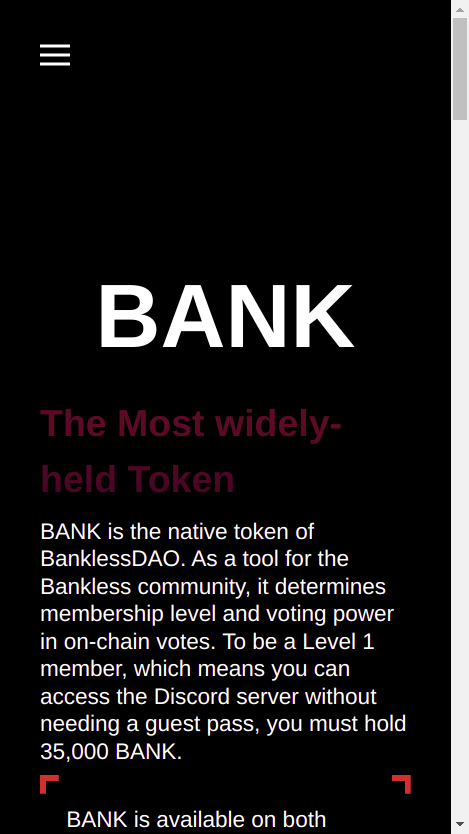 BANK
The Most widely-
held Token
BANK is the native token of
BanklessDAO. As a tool for the
Bankless community, it determines
membership level and voting power
in on-chain votes. To be a Level 1
member, which means you can
access the Discord server without
needing a guest pass, you must hold
35,000 BANK.
BANK is available on both